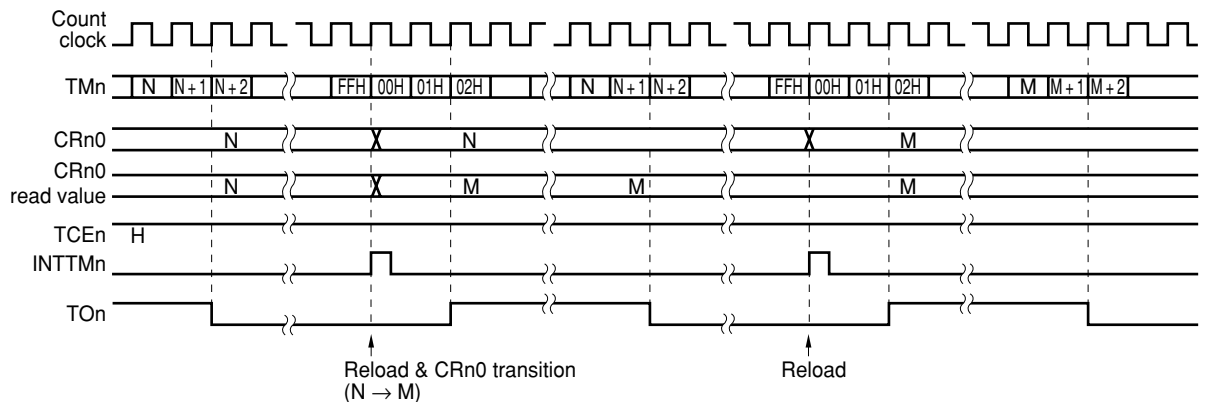 Count
clock
TMn N N + 1 N + 2 FFH 00H 01H 02H N N + 1 N + 2 FFH 00H 01H 02H M M + 1 M + 2
CRn0 N N M
CRn0
read value N M M M
TCEn H
INTTMn
TOn
Reload & CRn0 transition Reload
(N → M)